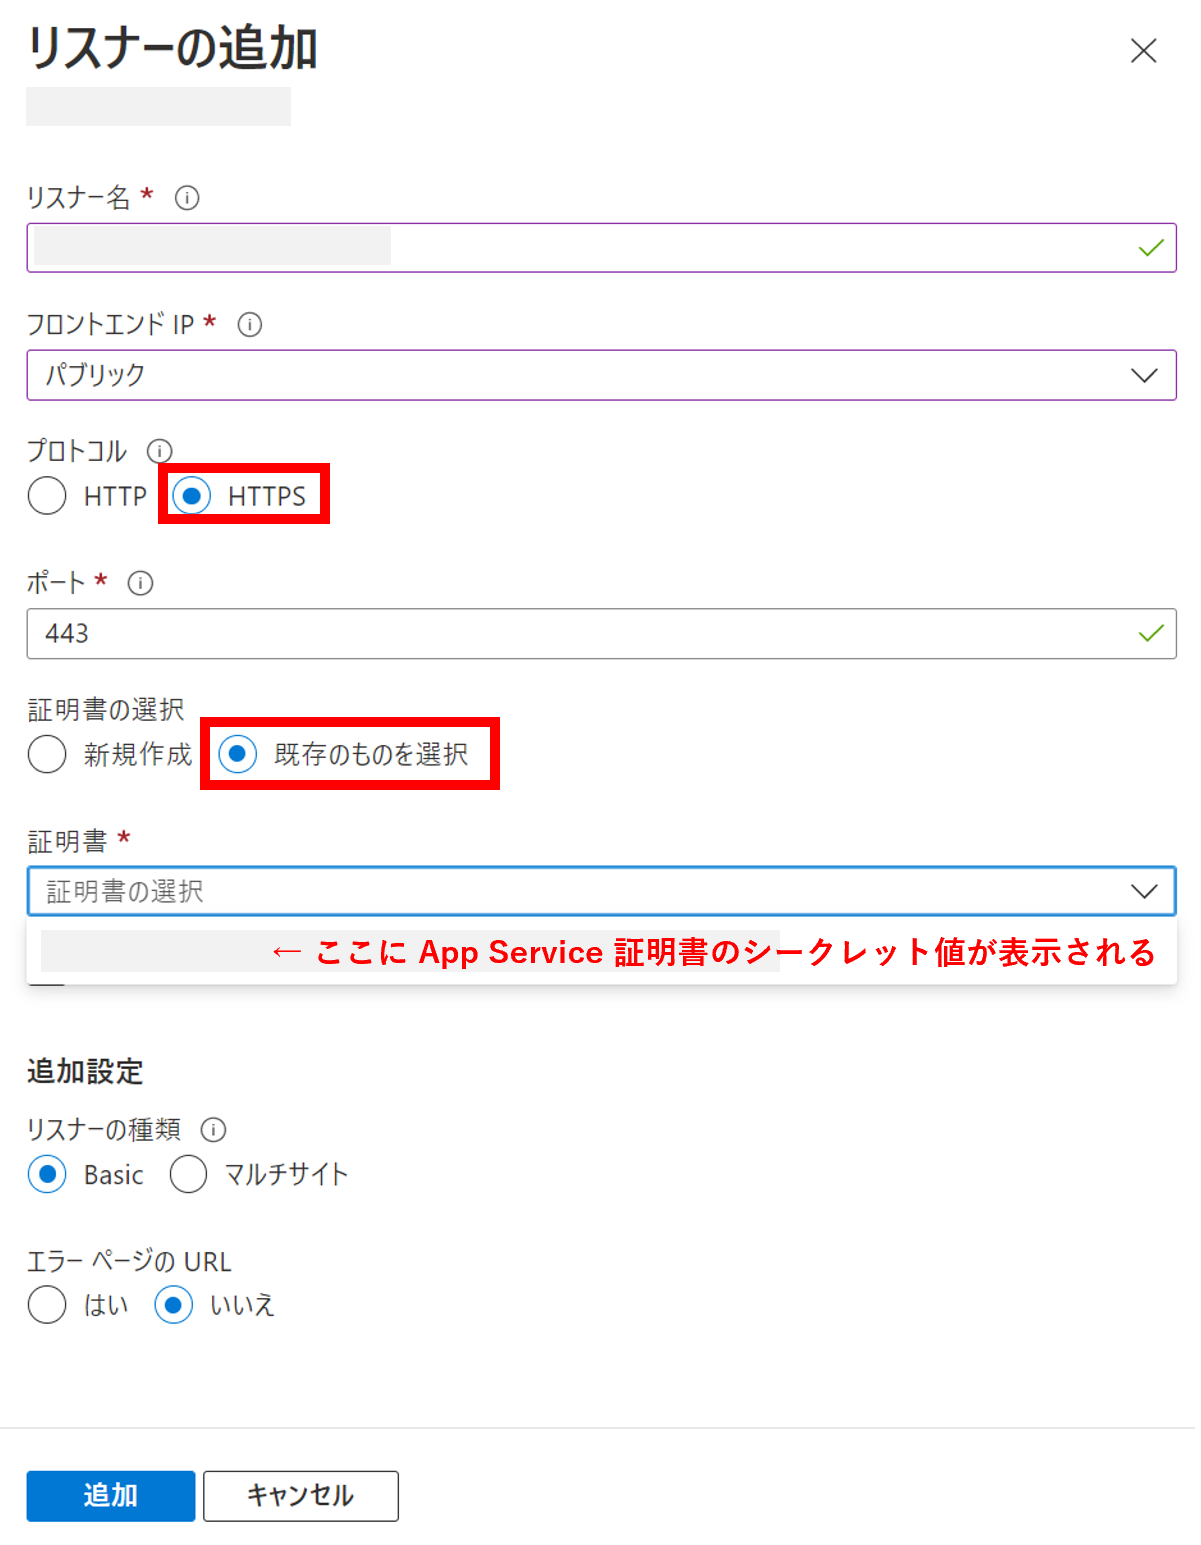 リスナーの追加
リスナー名 *
フロントエンド IP *
パブリック
プロトコル
HTTP HTTPS
ポート *
443
証明書の選択
新規作成 既存のものを選択
証明書 *
証明書の選択
← ここに App Service 証明書のシークレット値が表示される
追加設定
リスナーの種類
Basic マルチサイト
エラー ページの URL
はい いいえ
追加 キャンセル